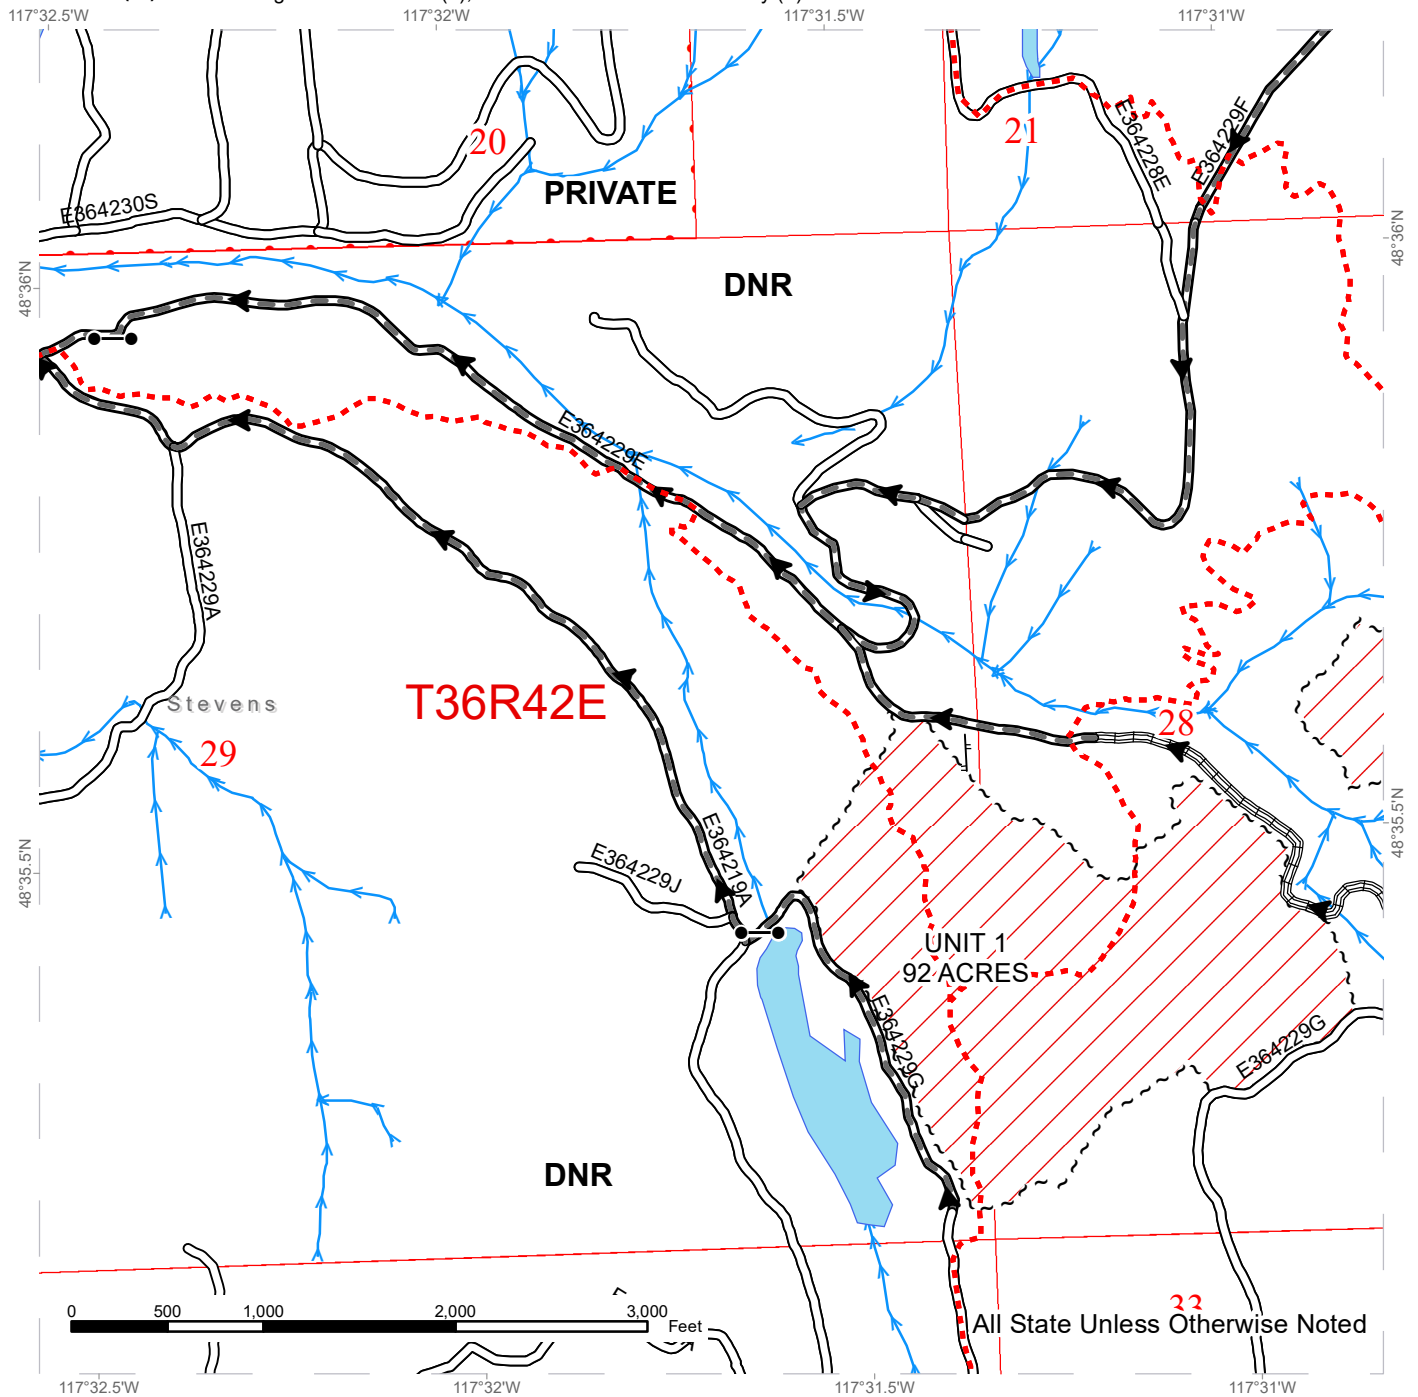 117°32.5'W
117°32'W
117°31.5'W
117°31'W
20
21
E364228E
E364229F
PRIVATE
E364230S
48°36'N
48°36'N
DNR
E364229E
E364229A
T36R42E
Stevens
29
28
48°35.5'N
48°35.5'N
E364219A
E364229J
UNIT 1
92 ACRES
E364229G
E364229G
DNR
33
0 500 1,000 2,000 3,000
Feet
All State Unless Otherwise Noted
117°32.5'W
117°32'W
117°31.5'W
117°31'W